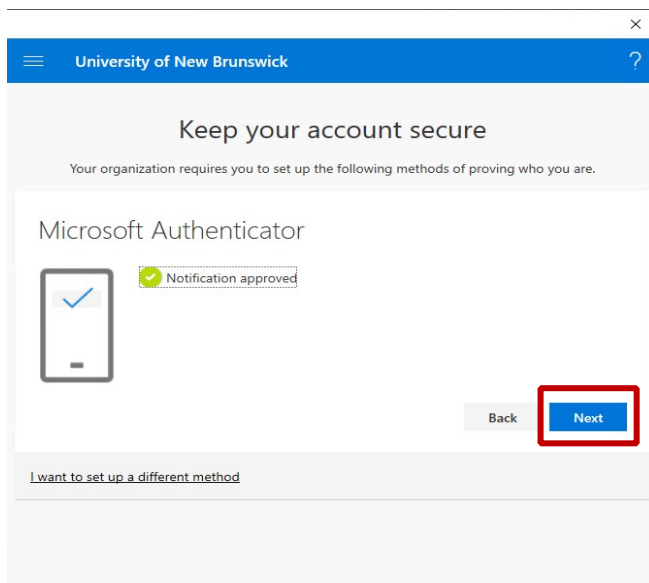 University of New Brunswick
?
Keep your account secure
Your organization requires you to set up the following methods of proving who you are.
Microsoft Authenticator
Notification approved
Back Next
I want to set up a different method